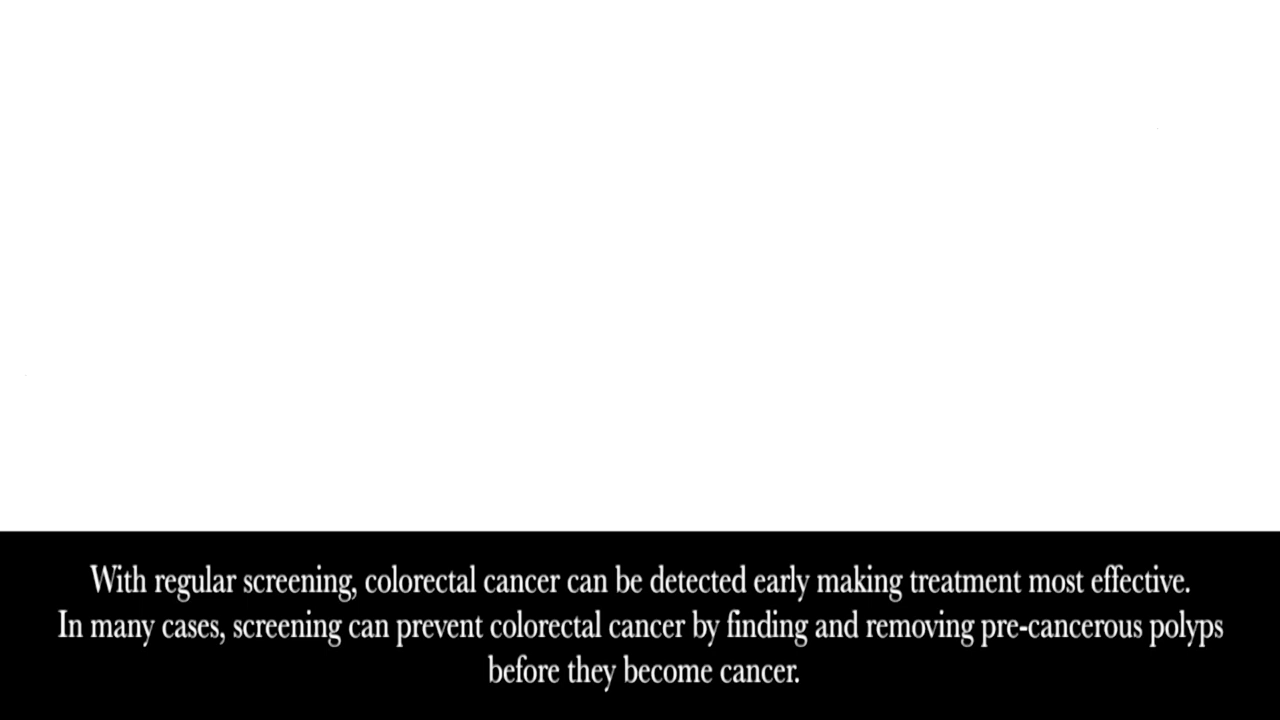 With regular screening, colorectal cancer can be detected early making treatment most effective.
In many cases, screening can prevent colorectal cancer by finding and removing pre-cancerous polyps
before they become cancer.